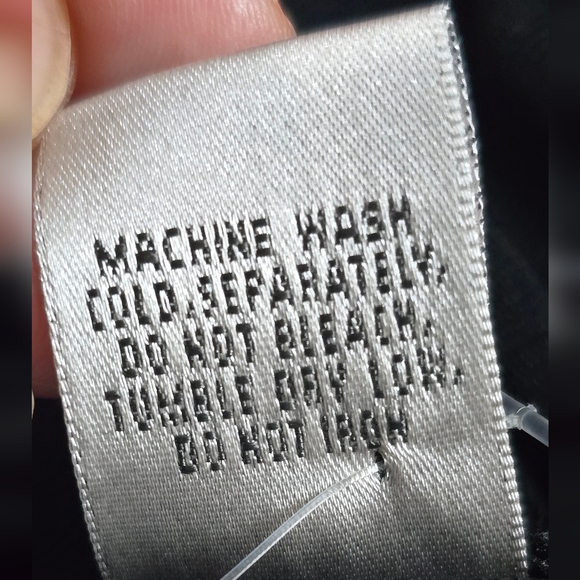 MACHINE WASH
COLD.SEPARATELY.
DO NOT BLEACH.
TUMBLE DRY LOW.
DO NOT IRON